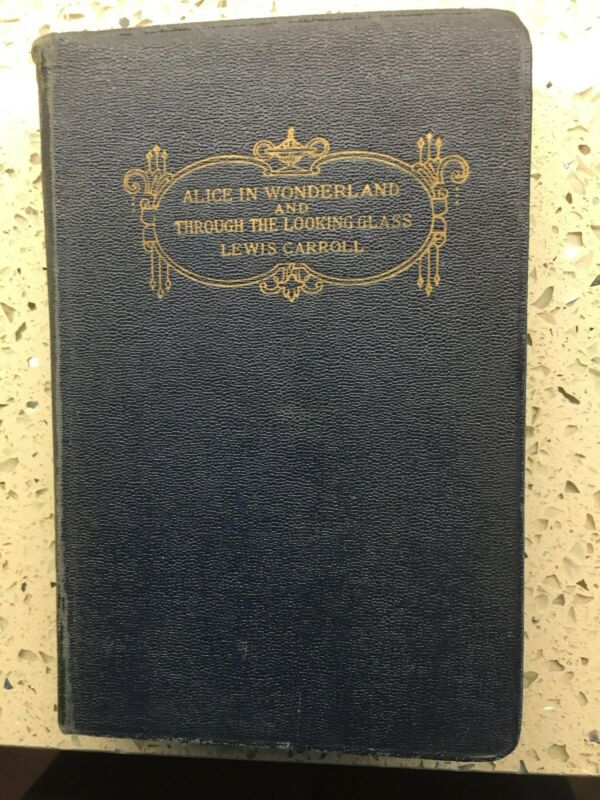 ALICE IN WONDERLAND
AND
THROUGH THE LOOKING GLASS
LEWIS CARROLL